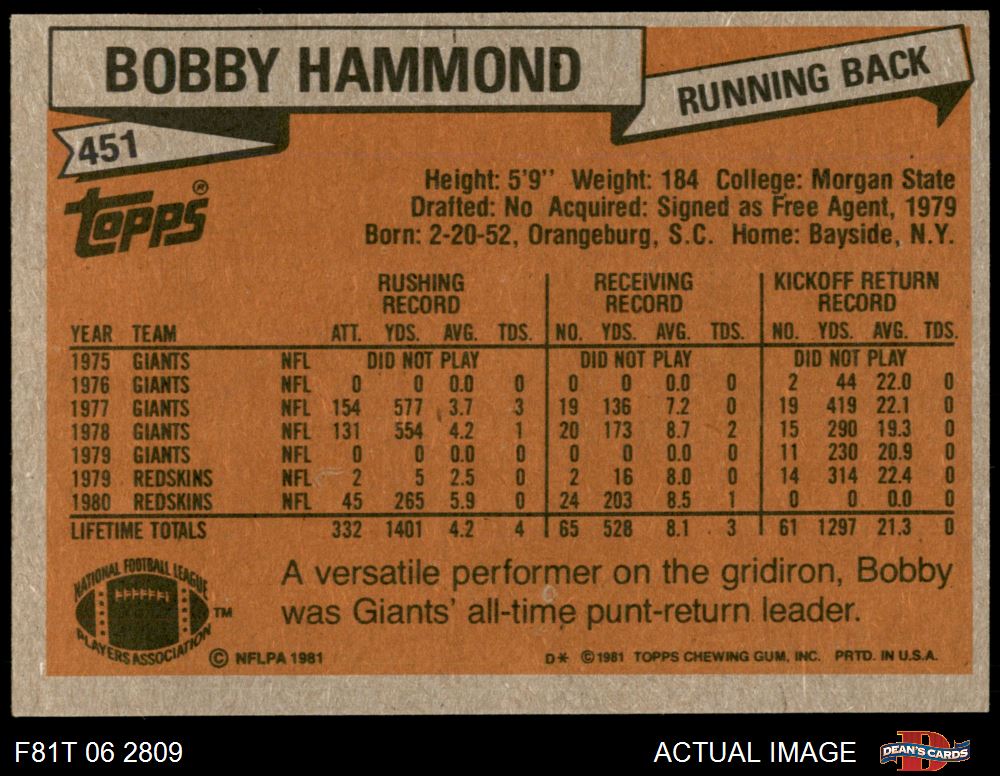 BOBBY HAMMOND
RUNNING BACK
451
TOPPS®
Height: 5'9" Weight: 184 College: Morgan State
Drafted: No Acquired: Signed as Free Agent, 1979
Born: 2-20-52, Orangeburg, S.C. Home: Bayside, N.Y.
RUSHING RECORD RECEIVING RECORD KICKOFF RETURN RECORD
YEAR TEAM ATT. YDS. AVG. TDS. NO. YDS. AVG. TDS. NO. YDS. AVG. TDS.
1975 GIANTS NFL DID NOT PLAY DID NOT PLAY DID NOT PLAY
1976 GIANTS NFL 0 0 0.0 0 0 0 0.0 0 2 44 22.0 0
1977 GIANTS NFL 154 577 3.7 3 19 136 7.2 0 19 419 22.1 0
1978 GIANTS NFL 131 554 4.2 1 20 173 8.7 2 15 290 19.3 0
1979 GIANTS NFL 0 0 0.0 0 0 0 0.0 0 11 230 20.9 0
1979 REDSKINS NFL 2 5 2.5 0 2 16 8.0 0 14 314 22.4 0
1980 REDSKINS NFL 45 265 5.9 0 24 203 8.5 1 0 0 0.0 0
LIFETIME TOTALS 332 1401 4.2 4 65 528 8.1 3 61 1297 21.3 0
A versatile performer on the gridiron, Bobby
was Giants' all-time punt-return leader.
NATIONAL FOOTBALL LEAGUE
PLAYERS ASSOCIATION
TM
© NFLPA 1981
D* ©1981 TOPPS CHEWING GUM, INC. PRTD. IN U.S.A.
F81T 06 2809
ACTUAL IMAGE
DEAN'S CARDS